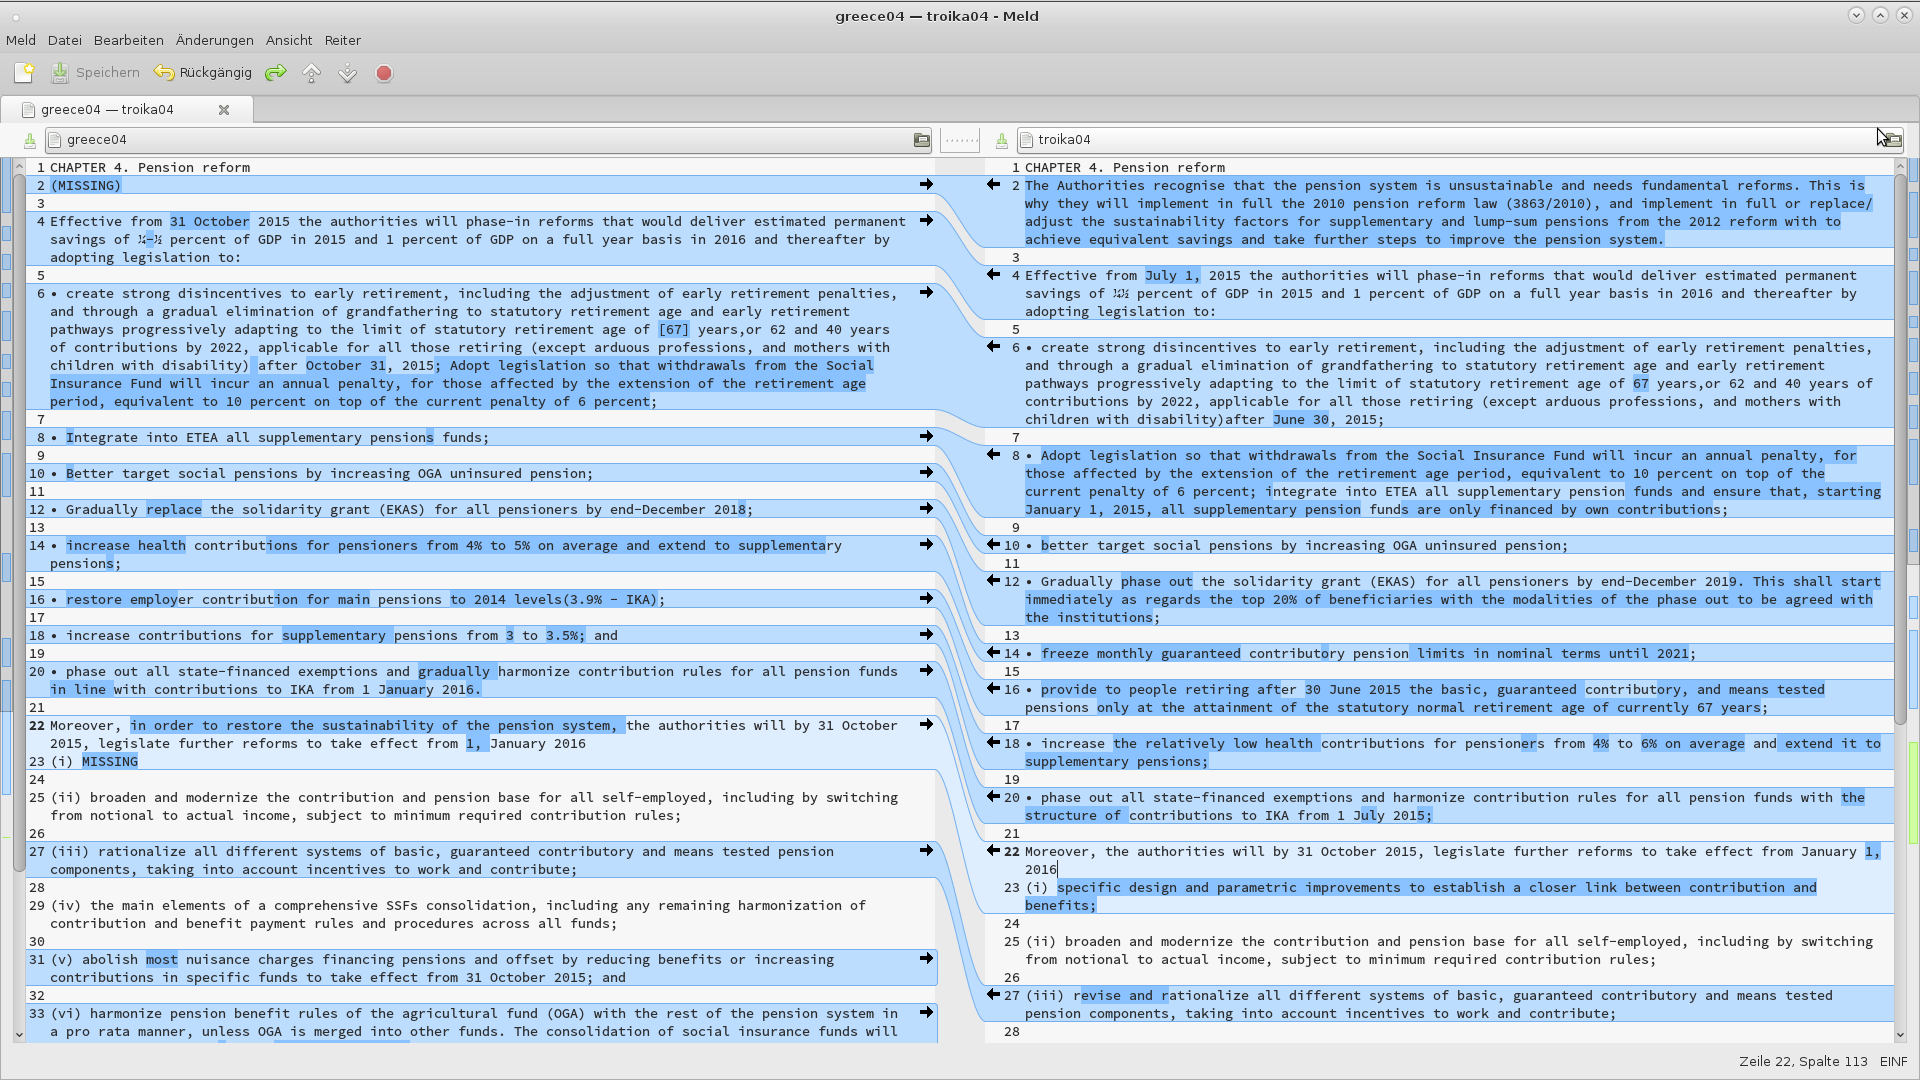 greece04 — troika04 - Meld
Meld Datei Bearbeiten Änderungen Ansicht Reiter
Speichern Rückgängig
greece04 — troika04
greece04
1 CHAPTER 4. Pension reform
2 (MISSING)
3
4 Effective from 31 October 2015 the authorities will phase-in reforms that would deliver estimated permanent
savings of ¼-½ percent of GDP in 2015 and 1 percent of GDP on a full year basis in 2016 and thereafter by
adopting legislation to:
5
6 • create strong disincentives to early retirement, including the adjustment of early retirement penalties,
and through a gradual elimination of grandfathering to statutory retirement age and early retirement
pathways progressively adapting to the limit of statutory retirement age of [67] years,or 62 and 40 years
of contributions by 2022, applicable for all those retiring (except arduous professions, and mothers with
children with disability) after October 31, 2015; Adopt legislation so that withdrawals from the Social
Insurance Fund will incur an annual penalty, for those affected by the extension of the retirement age
period, equivalent to 10 percent on top of the current penalty of 6 percent;
7
8 • Integrate into ETEA all supplementary pensions funds;
9
10 • Better target social pensions by increasing OGA uninsured pension;
11
12 • Gradually replace the solidarity grant (EKAS) for all pensioners by end-December 2018;
13
14 • increase health contributions for pensioners from 4% to 5% on average and extend to supplementary
pensions;
15
16 • restore employer contribution for main pensions to 2014 levels(3.9% - IKA);
17
18 • increase contributions for supplementary pensions from 3 to 3.5%; and
19
20 • phase out all state-financed exemptions and gradually harmonize contribution rules for all pension funds
in line with contributions to IKA from 1 January 2016.
21
22 Moreover, in order to restore the sustainability of the pension system, the authorities will by 31 October
2015, legislate further reforms to take effect from 1, January 2016
23 (i) MISSING
24
25 (ii) broaden and modernize the contribution and pension base for all self-employed, including by switching
from notional to actual income, subject to minimum required contribution rules;
26
27 (iii) rationalize all different systems of basic, guaranteed contributory and means tested pension
components, taking into account incentives to work and contribute;
28
29 (iv) the main elements of a comprehensive SSFs consolidation, including any remaining harmonization of
contribution and benefit payment rules and procedures across all funds;
30
31 (v) abolish most nuisance charges financing pensions and offset by reducing benefits or increasing
contributions in specific funds to take effect from 31 October 2015; and
32
33 (vi) harmonize pension benefit rules of the agricultural fund (OGA) with the rest of the pension system in
a pro rata manner, unless OGA is merged into other funds. The consolidation of social insurance funds will
troika04
1 CHAPTER 4. Pension reform
2 The Authorities recognise that the pension system is unsustainable and needs fundamental reforms. This is
why they will implement in full the 2010 pension reform law (3863/2010), and implement in full or replace/
adjust the sustainability factors for supplementary and lump-sum pensions from the 2012 reform with to
achieve equivalent savings and take further steps to improve the pension system.
3
4 Effective from July 1, 2015 the authorities will phase-in reforms that would deliver estimated permanent
savings of ¼½ percent of GDP in 2015 and 1 percent of GDP on a full year basis in 2016 and thereafter by
adopting legislation to:
5
6 • create strong disincentives to early retirement, including the adjustment of early retirement penalties,
and through a gradual elimination of grandfathering to statutory retirement age and early retirement
pathways progressively adapting to the limit of statutory retirement age of 67 years,or 62 and 40 years of
contributions by 2022, applicable for all those retiring (except arduous professions, and mothers with
children with disability)after June 30, 2015;
7
8 • Adopt legislation so that withdrawals from the Social Insurance Fund will incur an annual penalty, for
those affected by the extension of the retirement age period, equivalent to 10 percent on top of the
current penalty of 6 percent; integrate into ETEA all supplementary pension funds and ensure that, starting
January 1, 2015, all supplementary pension funds are only financed by own contributions;
9
10 • better target social pensions by increasing OGA uninsured pension;
11
12 • Gradually phase out the solidarity grant (EKAS) for all pensioners by end-December 2019. This shall start
immediately as regards the top 20% of beneficiaries with the modalities of the phase out to be agreed with
the institutions;
13
14 • freeze monthly guaranteed contributory pension limits in nominal terms until 2021;
15
16 • provide to people retiring after 30 June 2015 the basic, guaranteed contributory, and means tested
pensions only at the attainment of the statutory normal retirement age of currently 67 years;
17
18 • increase the relatively low health contributions for pensioners from 4% to 6% on average and extend it to
supplementary pensions;
19
20 • phase out all state-financed exemptions and harmonize contribution rules for all pension funds with the
structure of contributions to IKA from 1 July 2015;
21
22 Moreover, the authorities will by 31 October 2015, legislate further reforms to take effect from January 1,
2016
23 (i) specific design and parametric improvements to establish a closer link between contribution and
benefits;
24
25 (ii) broaden and modernize the contribution and pension base for all self-employed, including by switching
from notional to actual income, subject to minimum required contribution rules;
26
27 (iii) revise and rationalize all different systems of basic, guaranteed contributory and means tested
pension components, taking into account incentives to work and contribute;
28
Zeile 22, Spalte 113 EINF